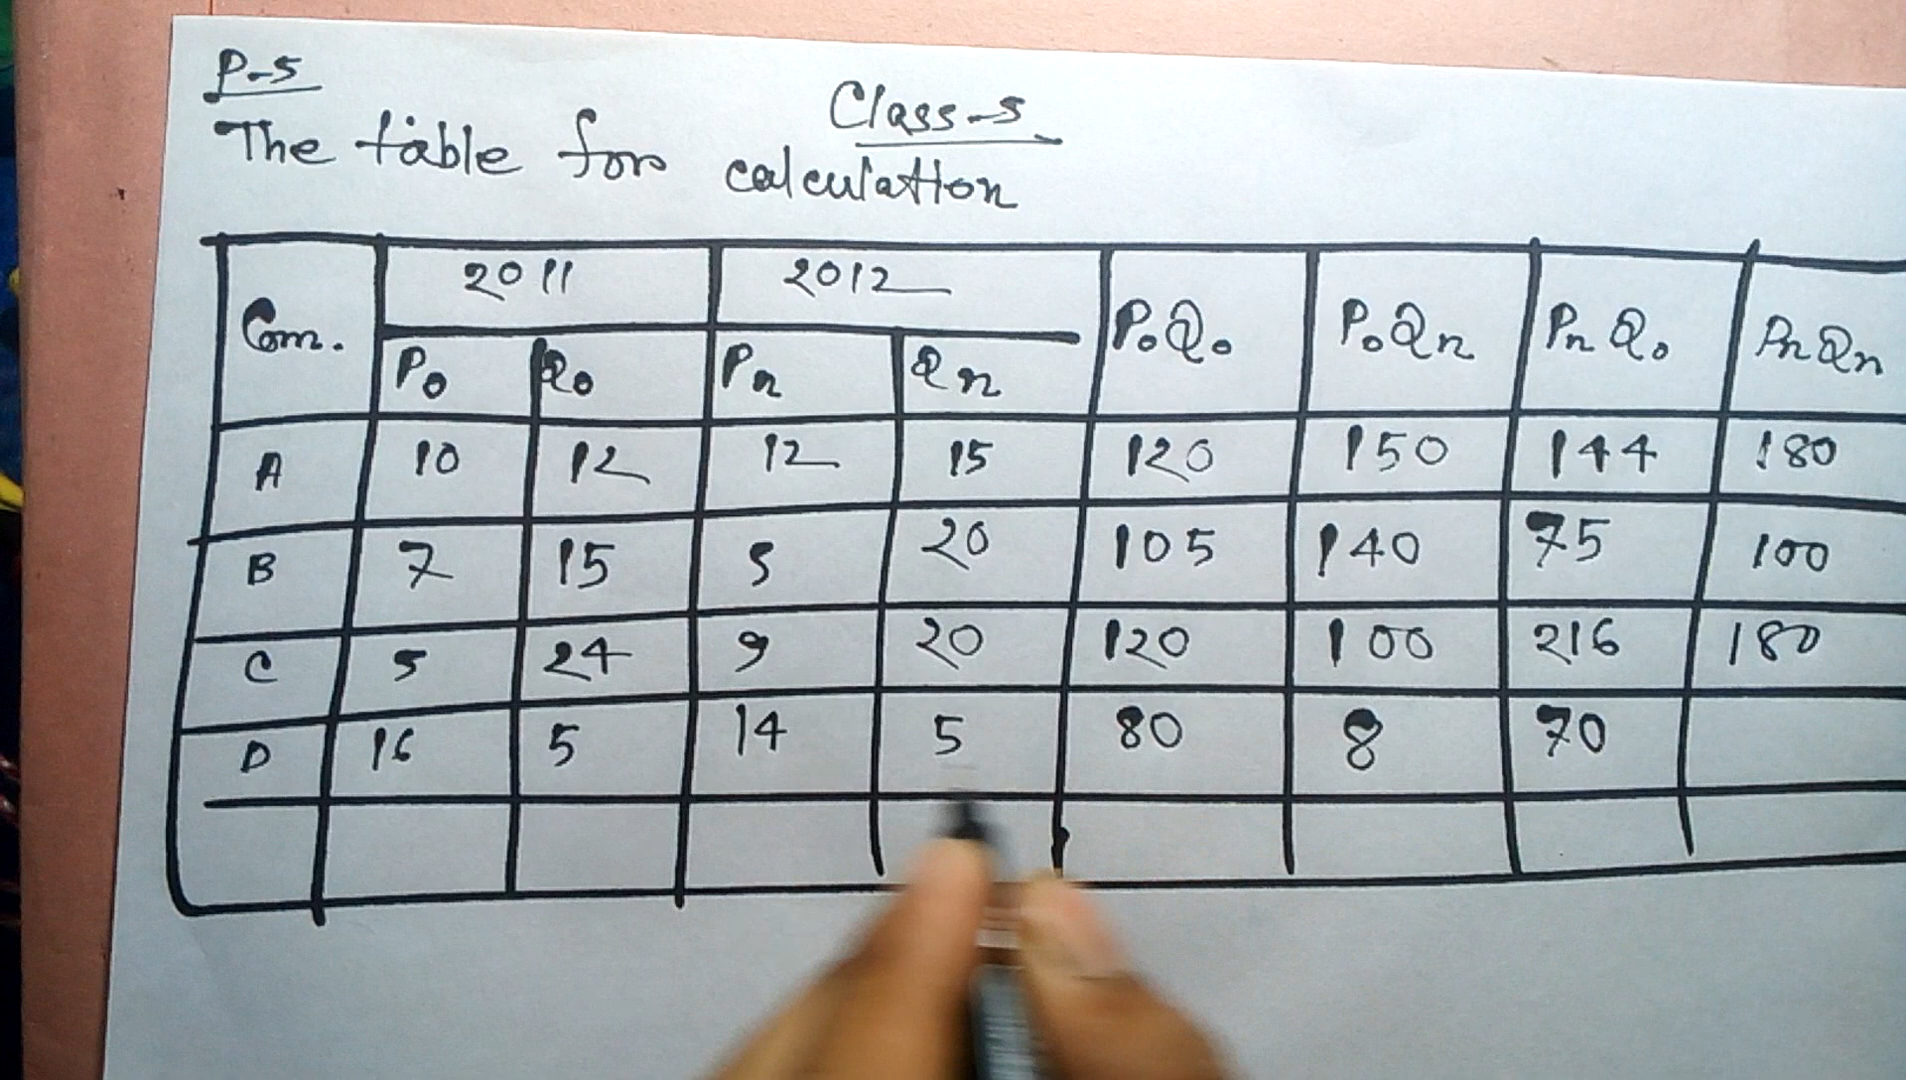 P-5
Class-5
The table for calculation
Com. 2011 2012 P₀Q₀ P₀Qn PnQ₀ PnQn
P₀ Q₀ Pn Qn
A 10 12 12 15 120 150 144 180
B 7 15 5 20 105 140 75 100
C 5 24 9 20 120 100 216 180
D 16 5 14 5 80 8 70